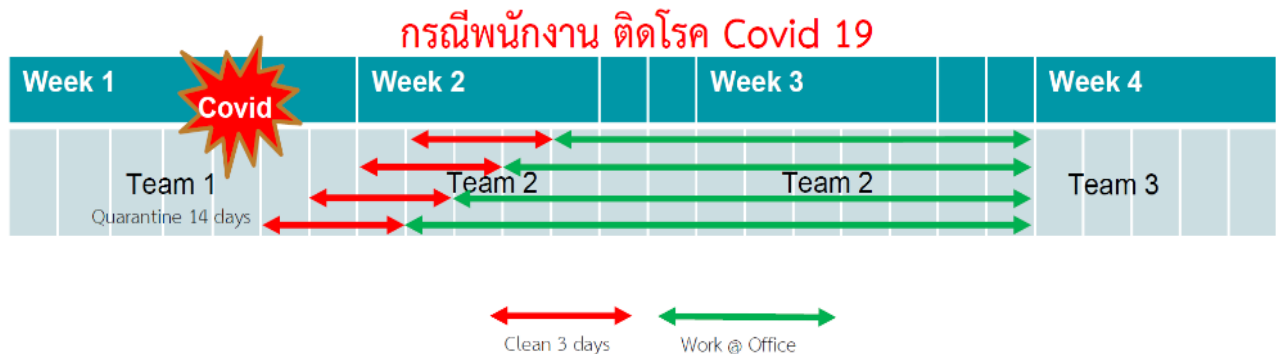 กรณีพนักงาน ติดโรค Covid 19
Week 1
Covid
Week 2
Week 3
Week 4
Team 1
Team 2
Team 2
Team 3
Quarantine 14 days
Clean 3 days
Work @ Office